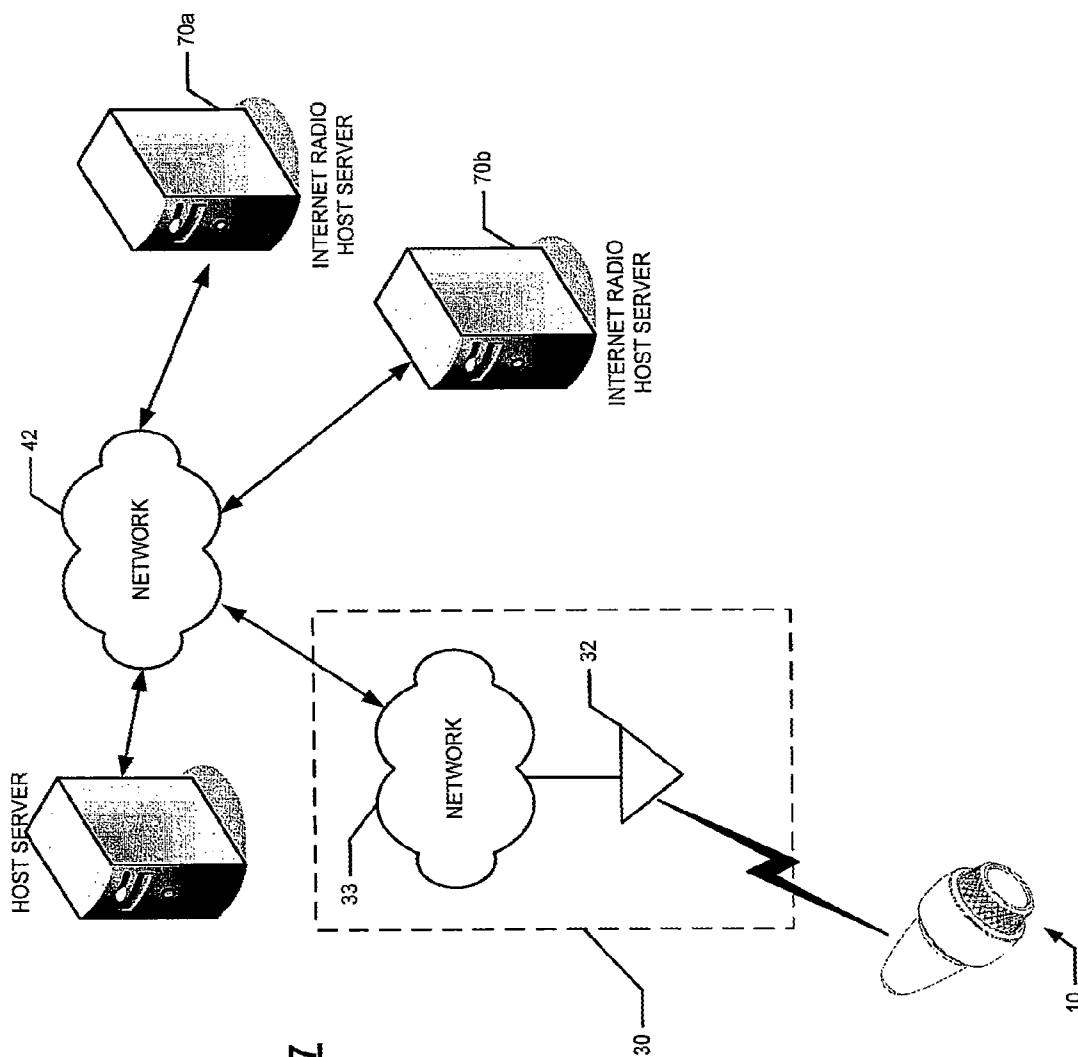 HOST SERVER
NETWORK
42
70a
INTERNET RADIO
HOST SERVER
70b
INTERNET RADIO
HOST SERVER
33
NETWORK
32
30
10
7